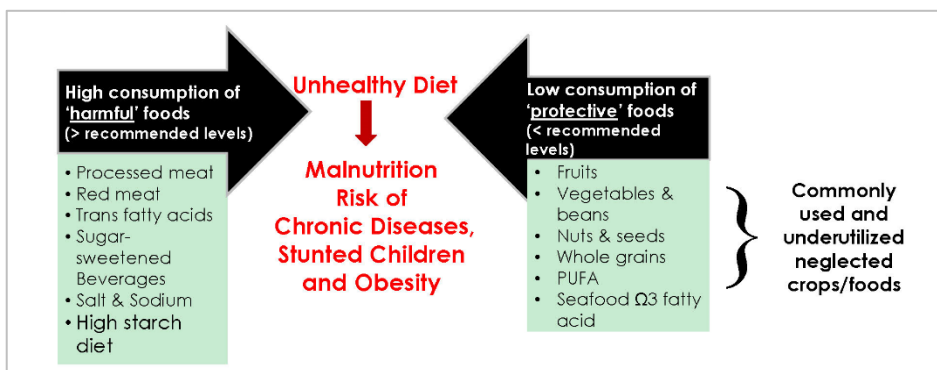 High consumption of
‘harmful’ foods
(> recommended levels)
• Processed meat
• Red meat
• Trans fatty acids
• Sugar-
sweetened
Beverages
• Salt & Sodium
• High starch
diet
Unhealthy Diet
Malnutrition
Risk of
Chronic Diseases,
Stunted Children
and Obesity
Low consumption of
‘protective’ foods
(< recommended
levels)
• Fruits
• Vegetables &
beans
• Nuts & seeds
• Whole grains
• PUFA
• Seafood Ω3 fatty
acid
Commonly
used and
underutilized
neglected
crops/foods